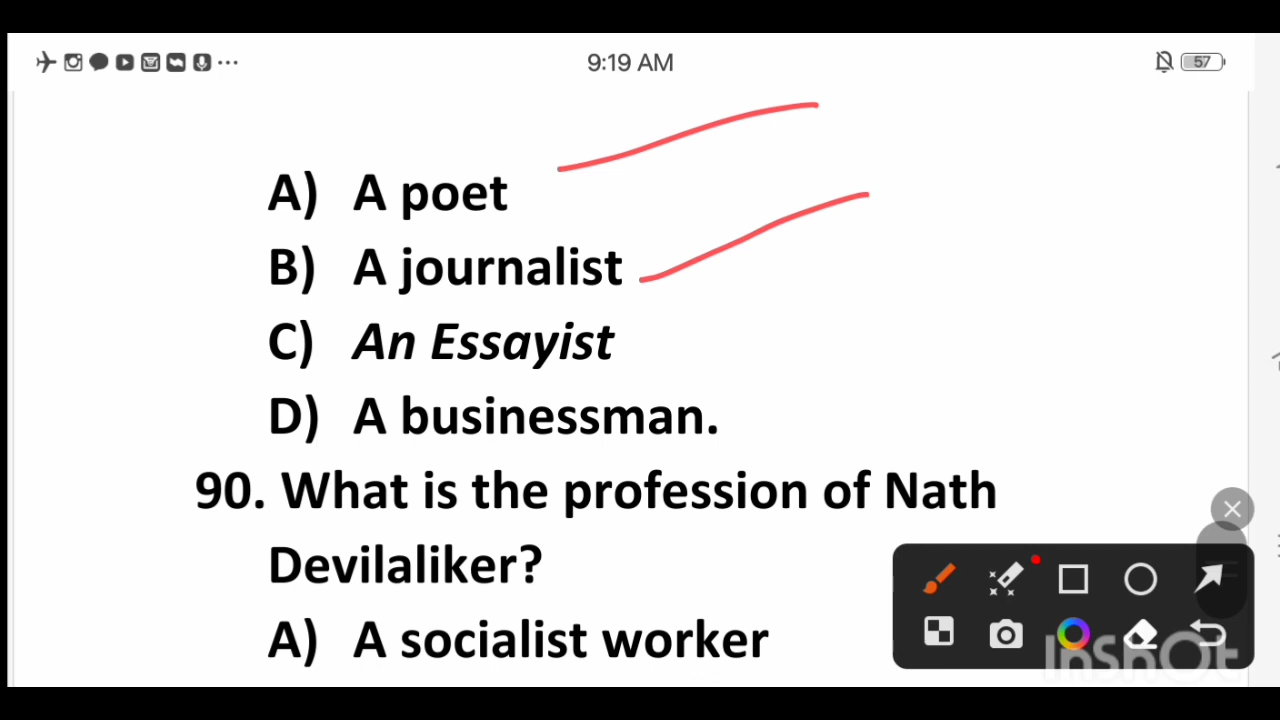 9:19 AM
57
A) A poet
B) A journalist
C) An Essayist
D) A businessman.
90. What is the profession of Nath
Devilaliker?
A) A socialist worker
InShOt